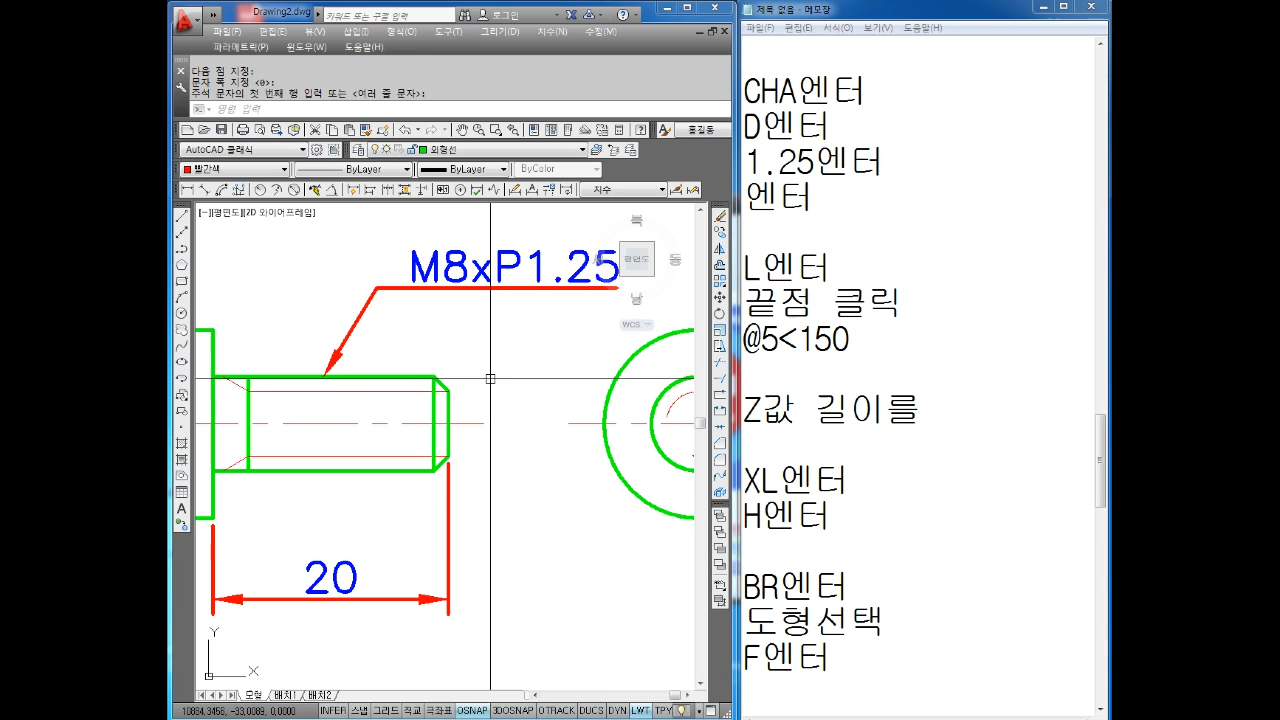 Drawing2.dwg
키워드 또는 구절 입력
로그인
파일(F) 편집(E) 뷰(V) 삽입(I) 형식(O) 도구(T) 그리기(D) 치수(N) 수정(M)
파라메트릭(P) 윈도우(W) 도움말(H)
다음 점 지정:
문자 폭 지정 <0>:
주석 문자의 첫 번째 행 입력 또는 <여러 줄 문자>:
명령 입력
홍길동
AutoCAD 클래식
외형선
빨간색
ByLayer
ByLayer
ByColor
치수
[-][평면도][2D 와이어프레임]
북
평면도
동
남
WCS
M8xP1.25
20
Y
X
모형 배치1 배치2
10864.3456, -33.0089, 0.0000
INFER 스냅 그리드 직교 극좌표 OSNAP 3DOSNAP OTRACK DUCS DYN LWT TPY
제목 없음 - 메모장
파일(F) 편집(E) 서식(O) 보기(V) 도움말(H)
CHA엔터
D엔터
1.25엔터
엔터
L엔터
끝점 클릭
@5<150
Z값 길이를
XL엔터
H엔터
BR엔터
도형선택
F엔터